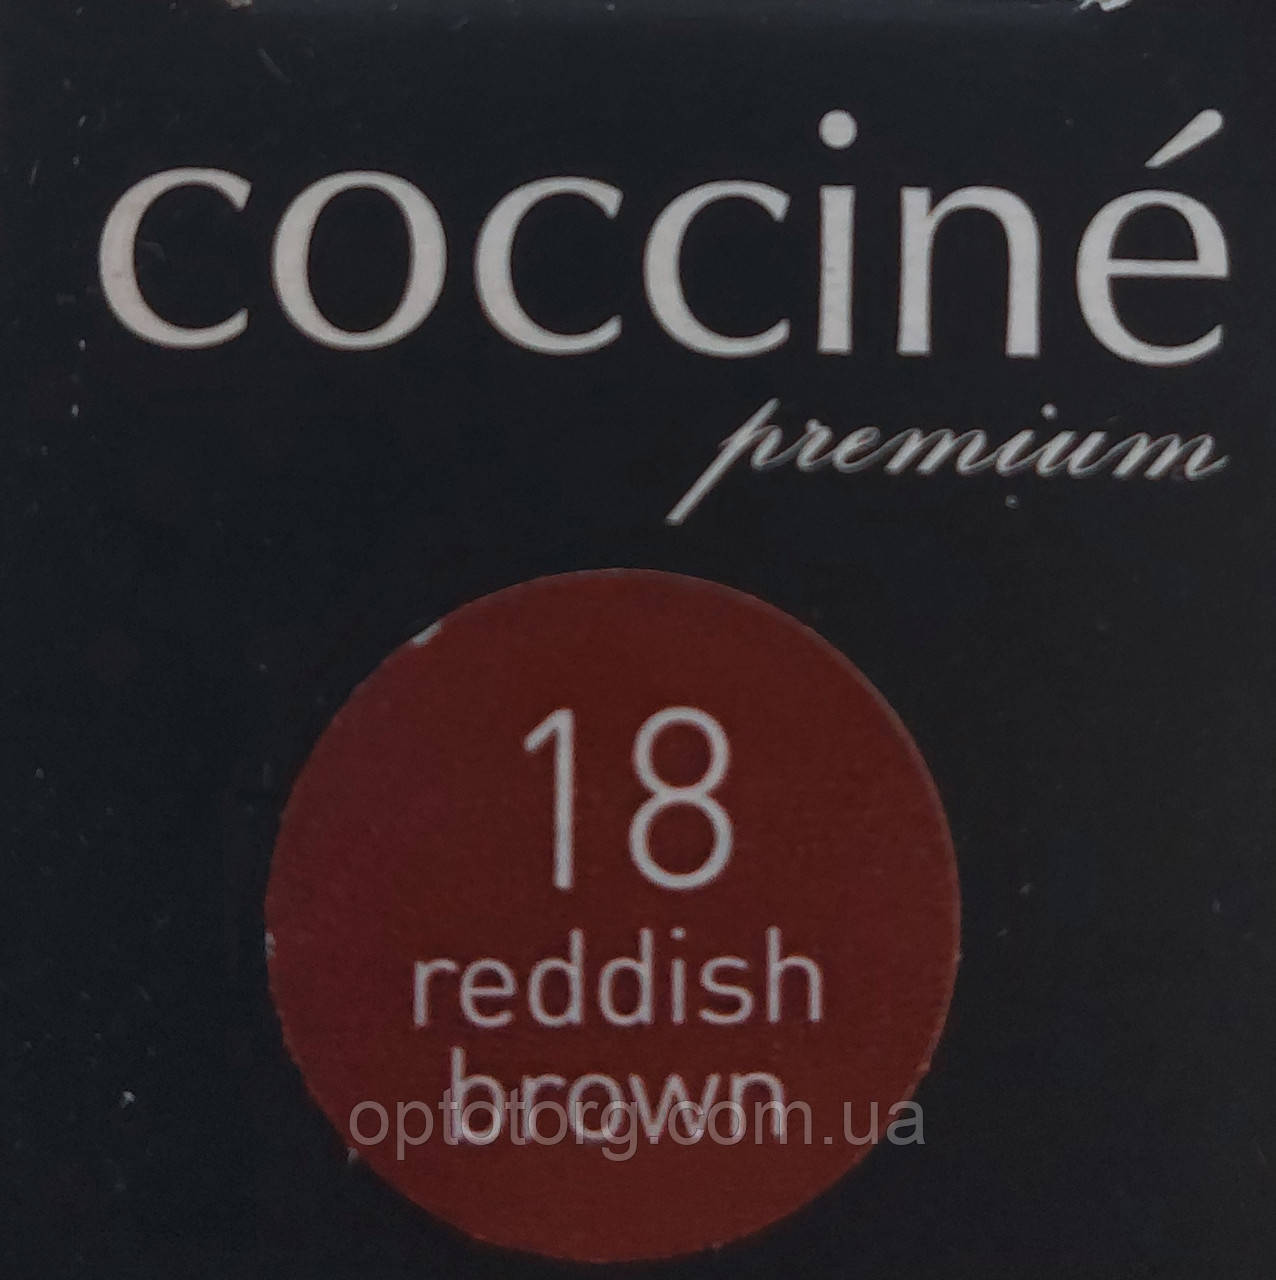 cocciné
premium
18
reddish
brown
optotorg.com.ua